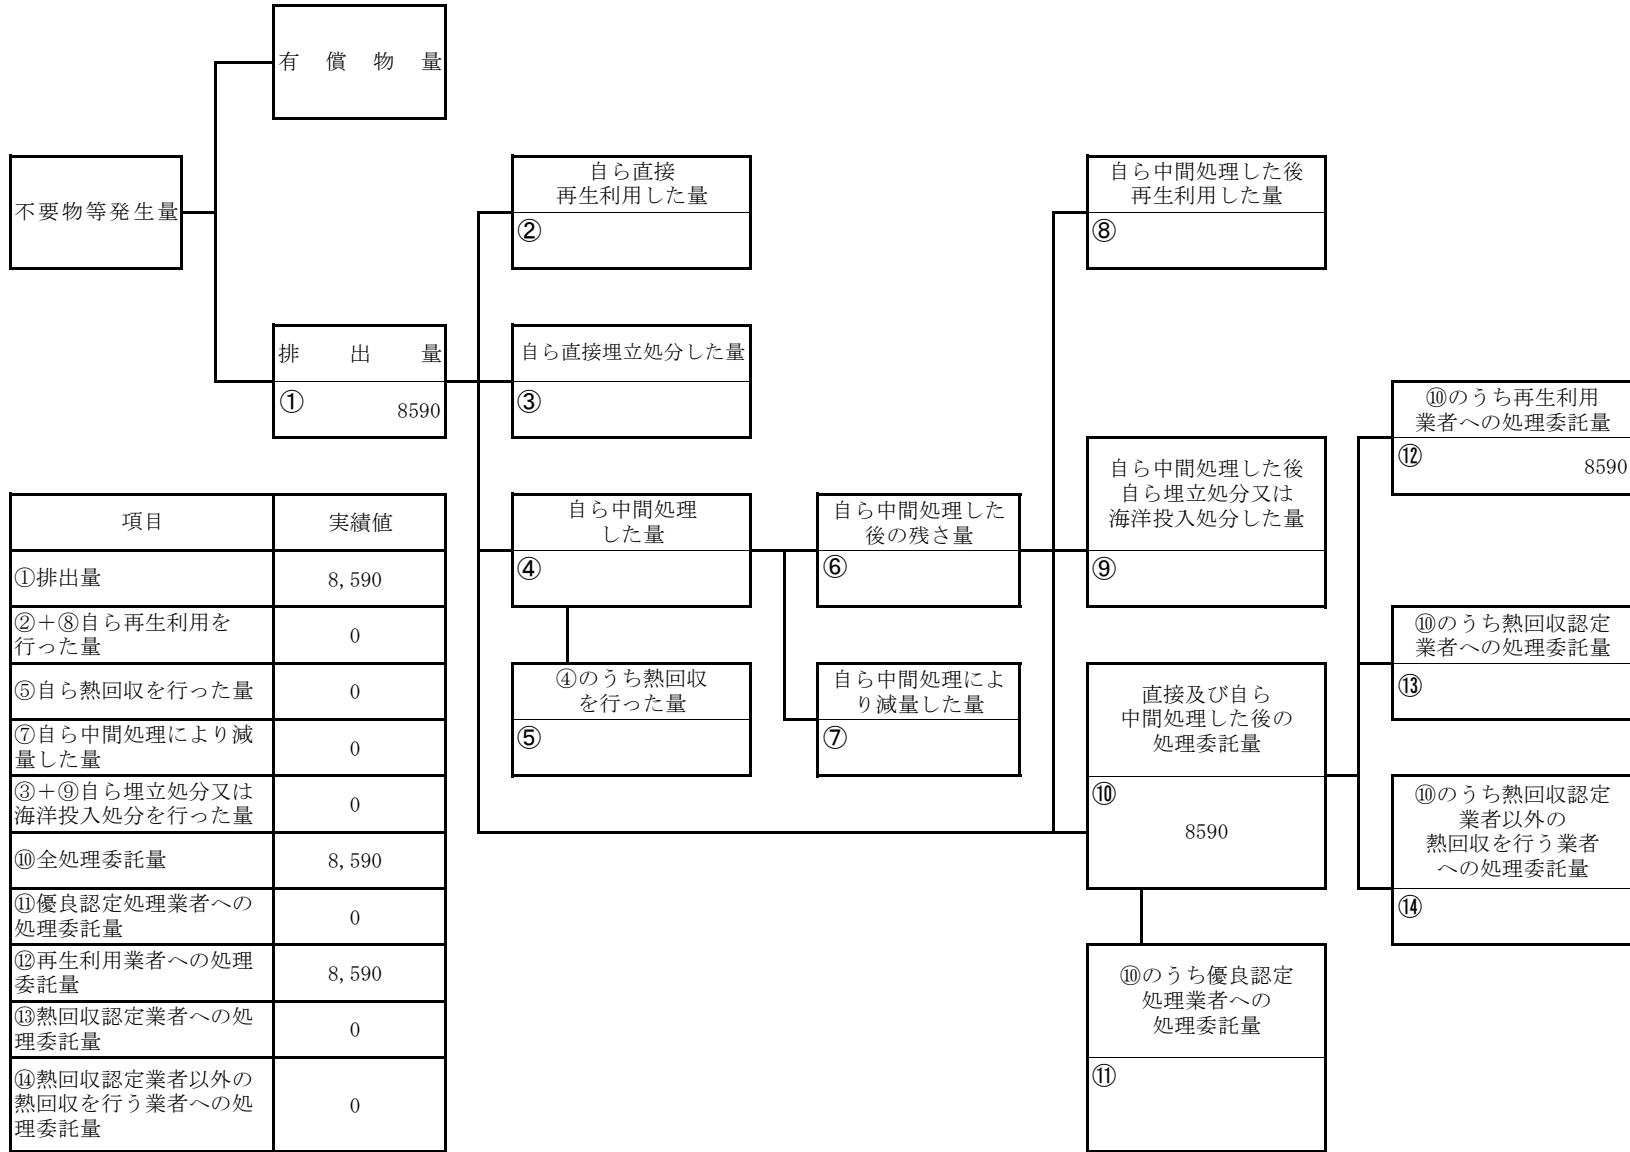 有償物量
不要物等発生量
排出量
①
8590
自ら直接
再生利用した量
②
自ら直接埋立処分した量
③
自ら中間処理
した量
④
④のうち熱回収
を行った量
⑤
自ら中間処理した
後の残さ量
⑥
自ら中間処理によ
り減量した量
⑦
自ら中間処理した後
再生利用した量
⑧
自ら中間処理した後
自ら埋立処分又は
海洋投入処分した量
⑨
直接及び自ら
中間処理した後の
処理委託量
⑩
8590
⑩のうち優良認定
処理業者への
処理委託量
⑪
⑩のうち再生利用
業者への処理委託量
⑫
8590
⑩のうち熱回収認定
業者への処理委託量
⑬
⑩のうち熱回収認定
業者以外の
熱回収を行う業者
への処理委託量
⑭
項目 実績値
①排出量 8,590
②＋⑧自ら再生利用を
行った量 0
⑤自ら熱回収を行った量 0
⑦自ら中間処理により減
量した量 0
③＋⑨自ら埋立処分又は
海洋投入処分を行った量 0
⑩全処理委託量 8,590
⑪優良認定処理業者への
処理委託量 0
⑫再生利用業者への処理
委託量 8,590
⑬熱回収認定業者への処
理委託量 0
⑭熱回収認定業者以外の
熱回収を行う業者への処
理委託量 0